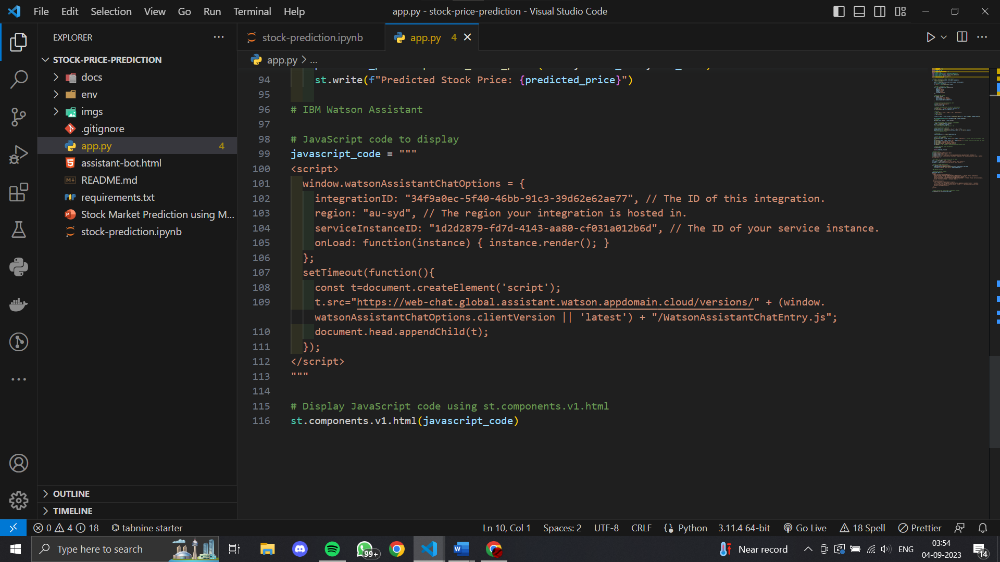 File Edit Selection View Go Run Terminal Help
app.py - stock-price-prediction - Visual Studio Code
EXPLORER
STOCK-PRICE-PREDICTION
docs
env
imgs
.gitignore
app.py 4
assistant-bot.html
README.md
requirements.txt
Stock Market Prediction using M...
stock-prediction.ipynb
OUTLINE
TIMELINE
stock-prediction.ipynb
app.py 4
app.py > ...
94 st.write(f"Predicted Stock Price: {predicted_price}")
95
96 # IBM Watson Assistant
97
98 # JavaScript code to display
99 javascript_code = """
100 <script>
101 window.watsonAssistantChatOptions = {
102 integrationID: "34f9a0ec-5f40-46bb-91c3-39d62e62ae77", // The ID of this integration.
103 region: "au-syd", // The region your integration is hosted in.
104 serviceInstanceID: "1d2d2879-fd7d-4143-aa80-cf031a012b6d", // The ID of your service instance.
105 onLoad: function(instance) { instance.render(); }
106 };
107 setTimeout(function(){
108 const t=document.createElement('script');
109 t.src="https://web-chat.global.assistant.watson.appdomain.cloud/versions/" + (window.
watsonAssistantChatOptions.clientVersion || 'latest') + "/WatsonAssistantChatEntry.js";
110 document.head.appendChild(t);
111 });
112 </script>
113 """
114
115 # Display JavaScript code using st.components.v1.html
116 st.components.v1.html(javascript_code)
0 4 18 tabnine starter
Ln 10, Col 1 Spaces: 2 UTF-8 CRLF Python 3.11.4 64-bit Go Live 18 Spell Prettier
Type here to search
99+
Near record
ENG
03:54
04-09-2023
14